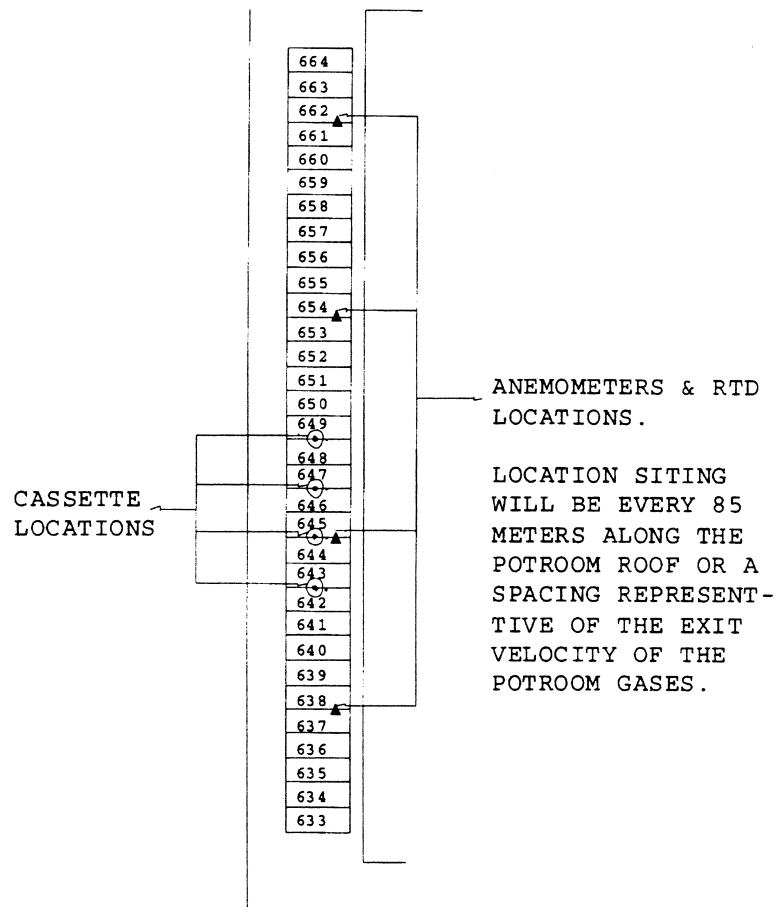 664
663
662
661
660
659
658
657
656
655
654
653
652
651
650
649
648
647
646
645
644
643
642
641
640
639
638
637
636
635
634
633
CASSETTE
LOCATIONS
ANEMOMETERS & RTD
LOCATIONS.
LOCATION SITING
WILL BE EVERY 85
METERS ALONG THE
POTROOM ROOF OR A
SPACING REPRESENT-
TIVE OF THE EXIT
VELOCITY OF THE
POTROOM GASES.